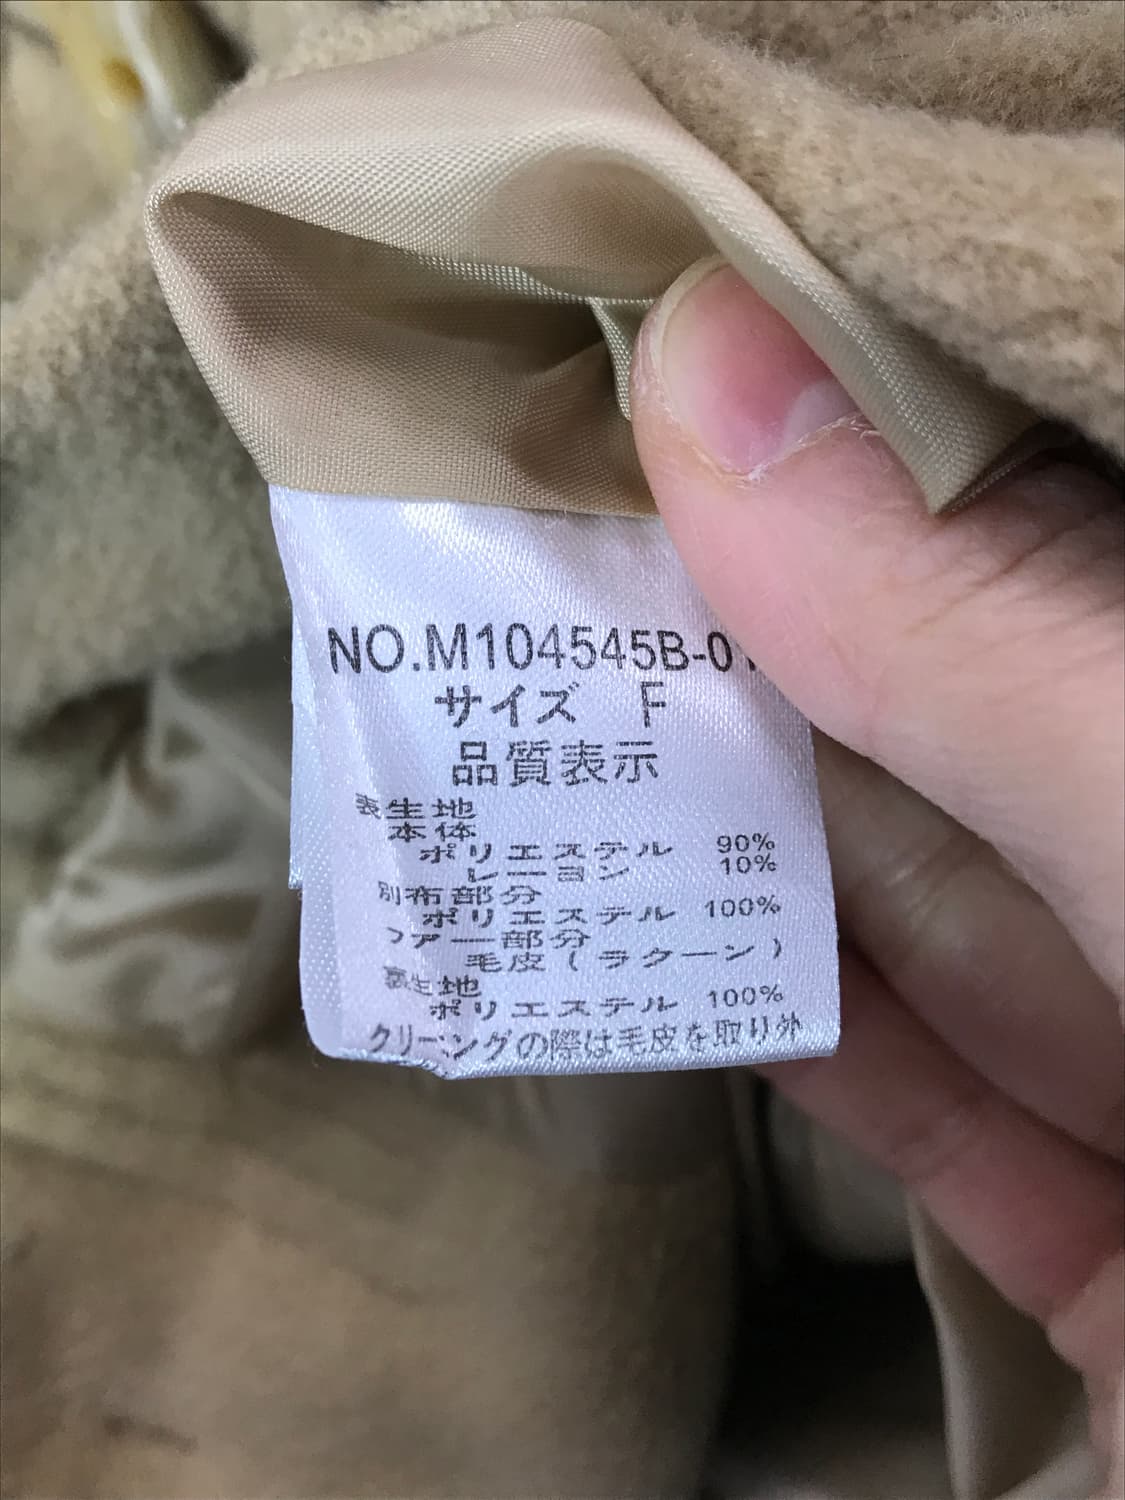 NO.M104545B-01
サイズ F
品質表示
表生地
本体
ポリエステル 90%
レーヨン 10%
別布部分
ポリエステル 100%
ファー部分
毛皮(ラクーン)
裏生地
ポリエステル 100%
クリーニングの際は毛皮を取り外